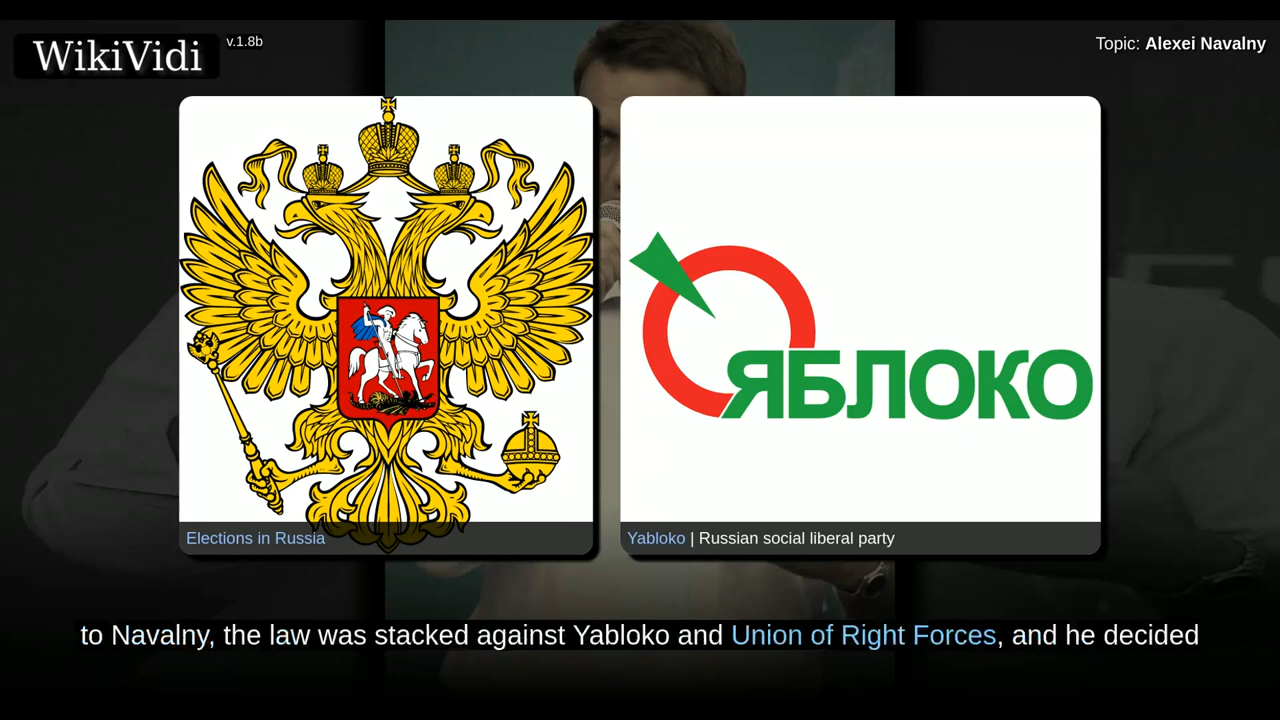 WikiVidi v.1.8b
Topic: Alexei Navalny
ЯБЛОКО
Elections in Russia
Yabloko | Russian social liberal party
to Navalny, the law was stacked against Yabloko and Union of Right Forces, and he decided